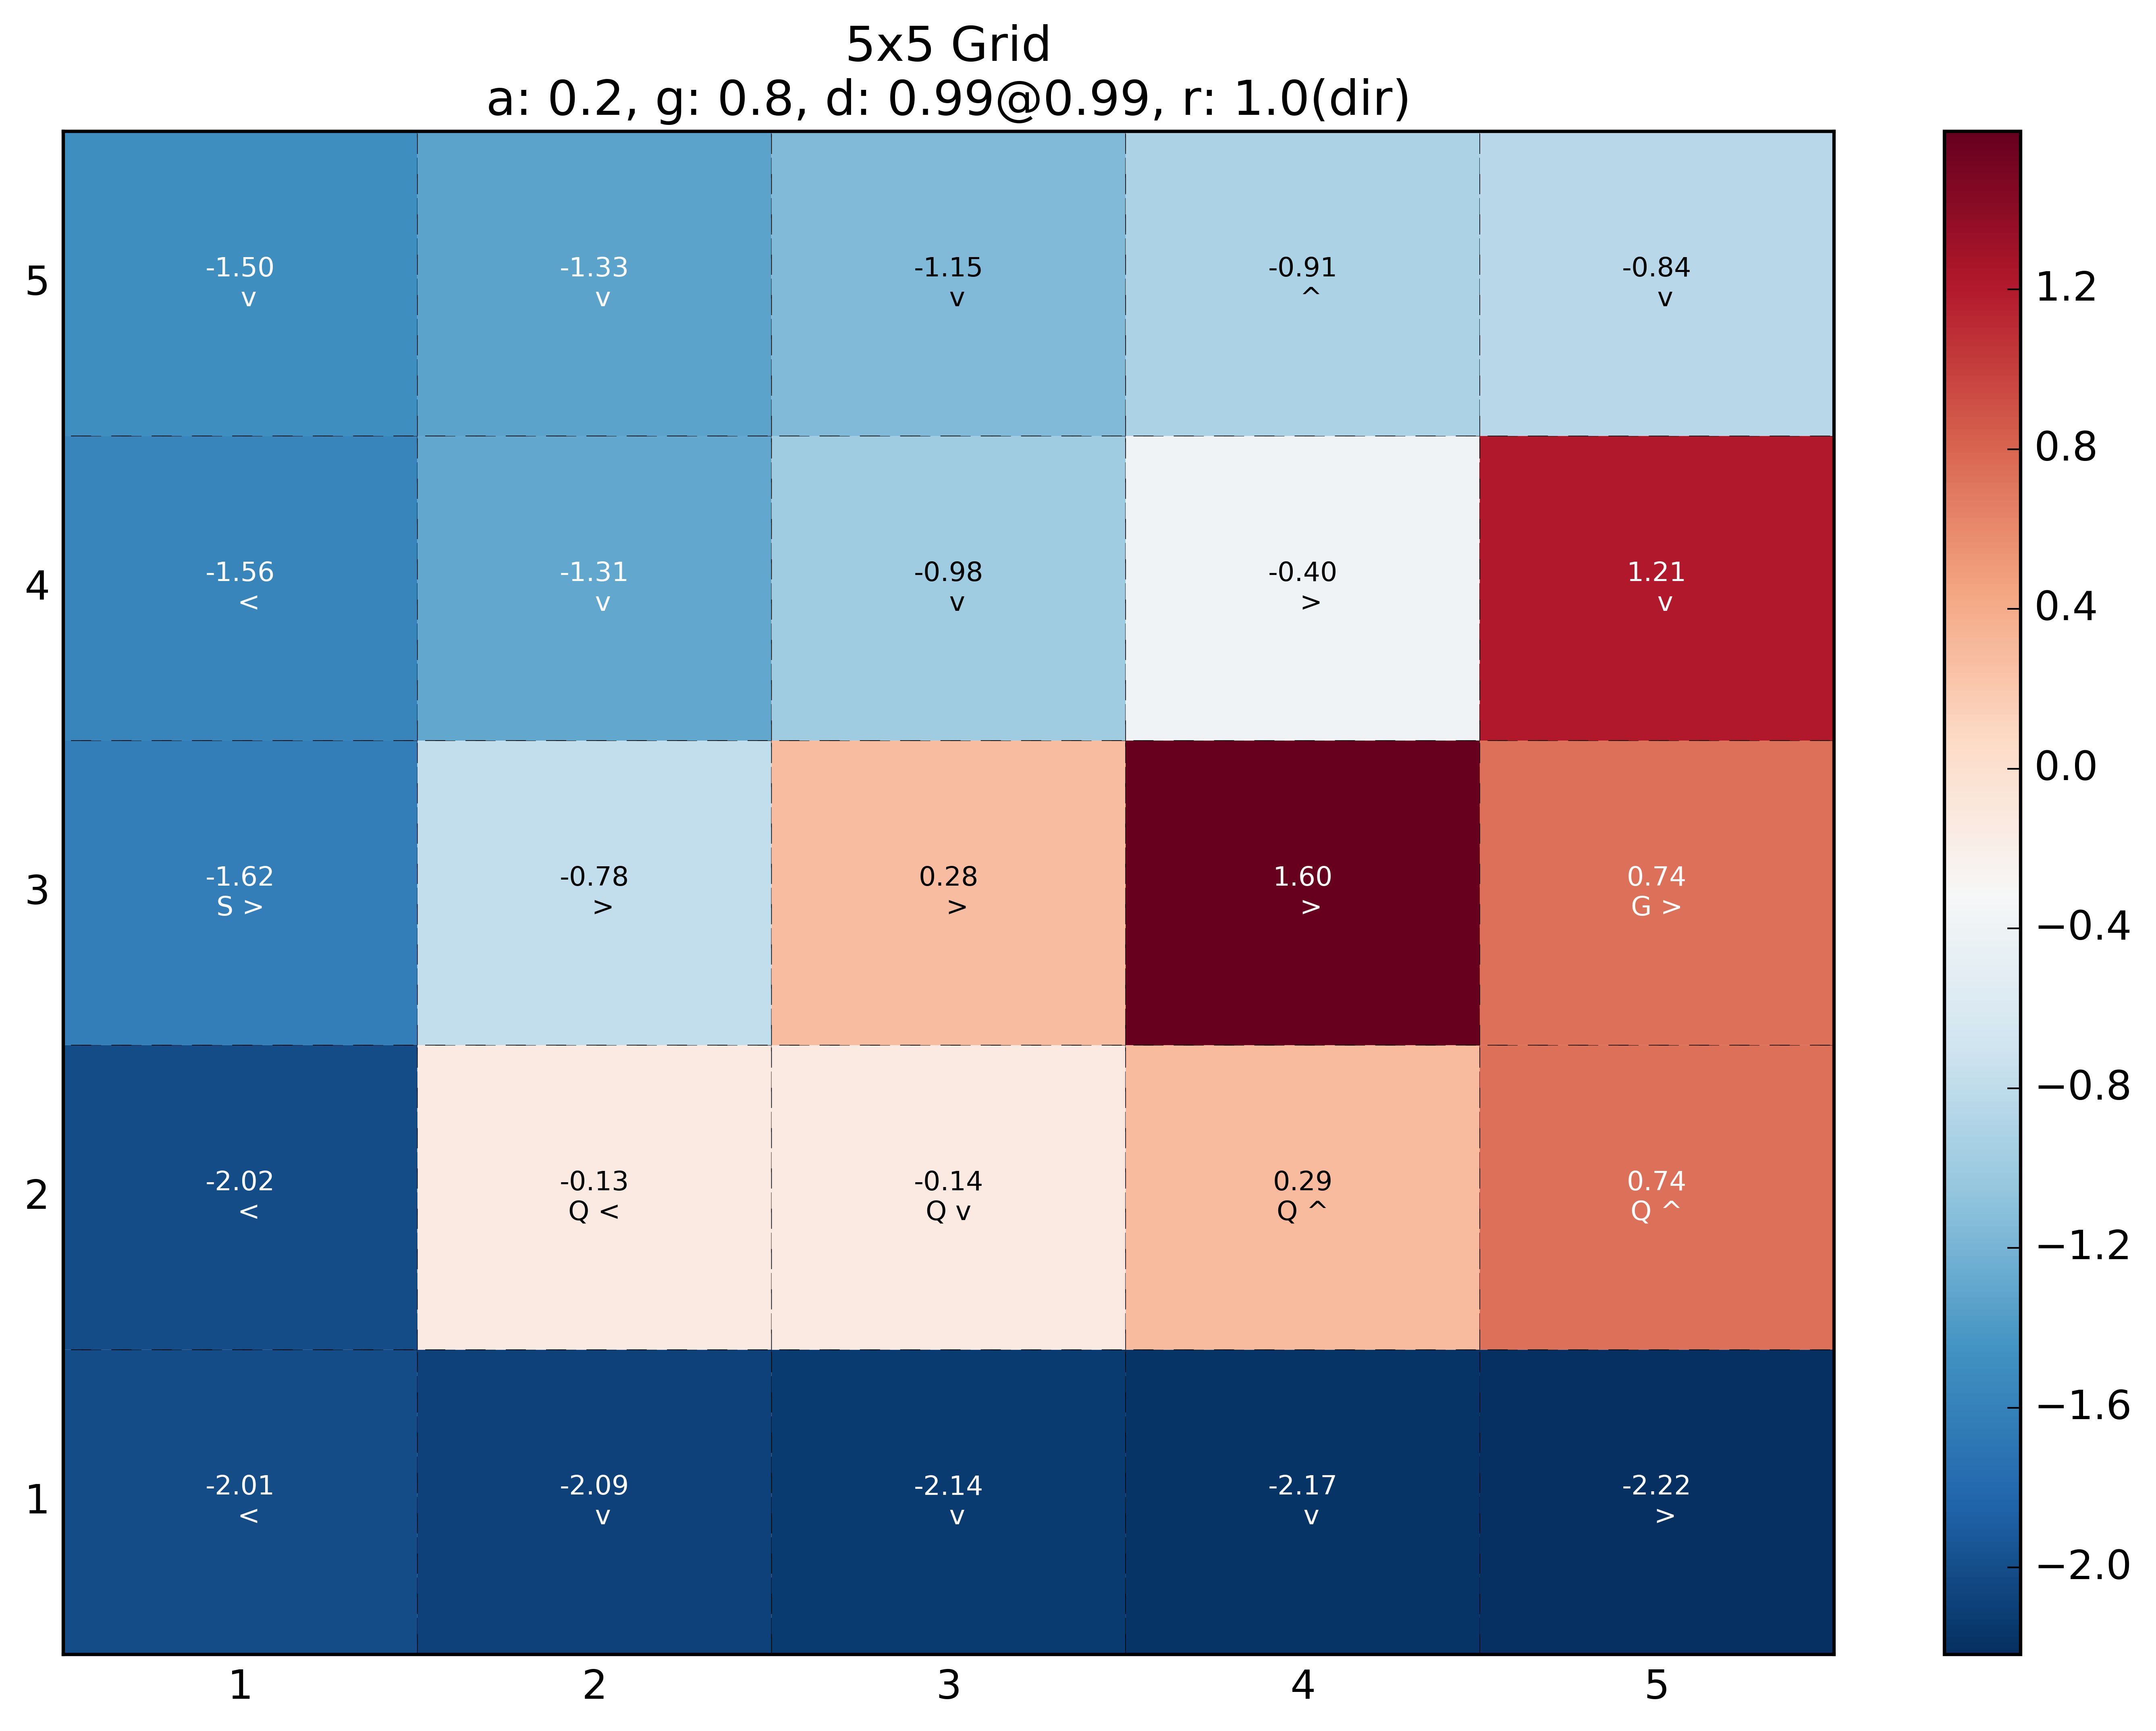 5x5 Grid
a: 0.2, g: 0.8, d: 0.99@0.99, r: 1.0(dir)
5
-1.50
v
-1.33
v
-1.15
v
-0.91
^
-0.84
v
4
-1.56
<
-1.31
v
-0.98
v
-0.40
>
1.21
v
3
-1.62
S >
-0.78
>
0.28
>
1.60
>
0.74
G >
2
-2.02
<
-0.13
Q <
-0.14
Q v
0.29
Q ^
0.74
Q ^
1
-2.01
<
-2.09
v
-2.14
v
-2.17
v
-2.22
>
1 2 3 4 5
1.2
0.8
0.4
0.0
−0.4
−0.8
−1.2
−1.6
−2.0